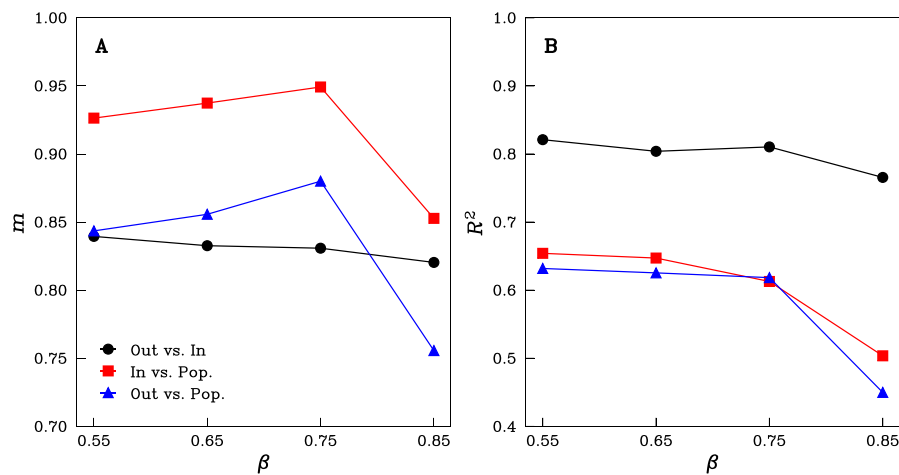 A
m
1.00
0.95
0.90
0.85
0.80
0.75
0.70
Out vs. In
In vs. Pop.
Out vs. Pop.
0.55 0.65 0.75 0.85
β
B
R²
1.0
0.9
0.8
0.7
0.6
0.5
0.4
0.55 0.65 0.75 0.85
β